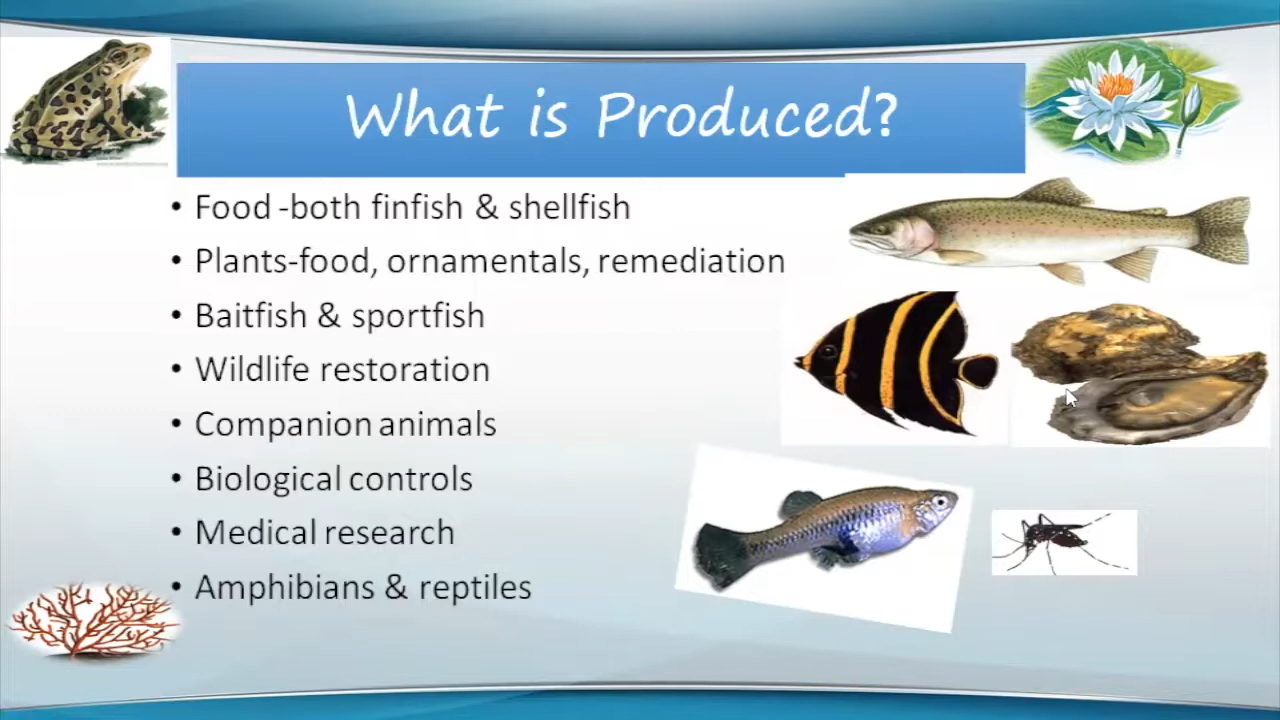 What is Produced?
• Food -both finfish & shellfish
• Plants-food, ornamentals, remediation
• Baitfish & sportfish
• Wildlife restoration
• Companion animals
• Biological controls
• Medical research
• Amphibians & reptiles